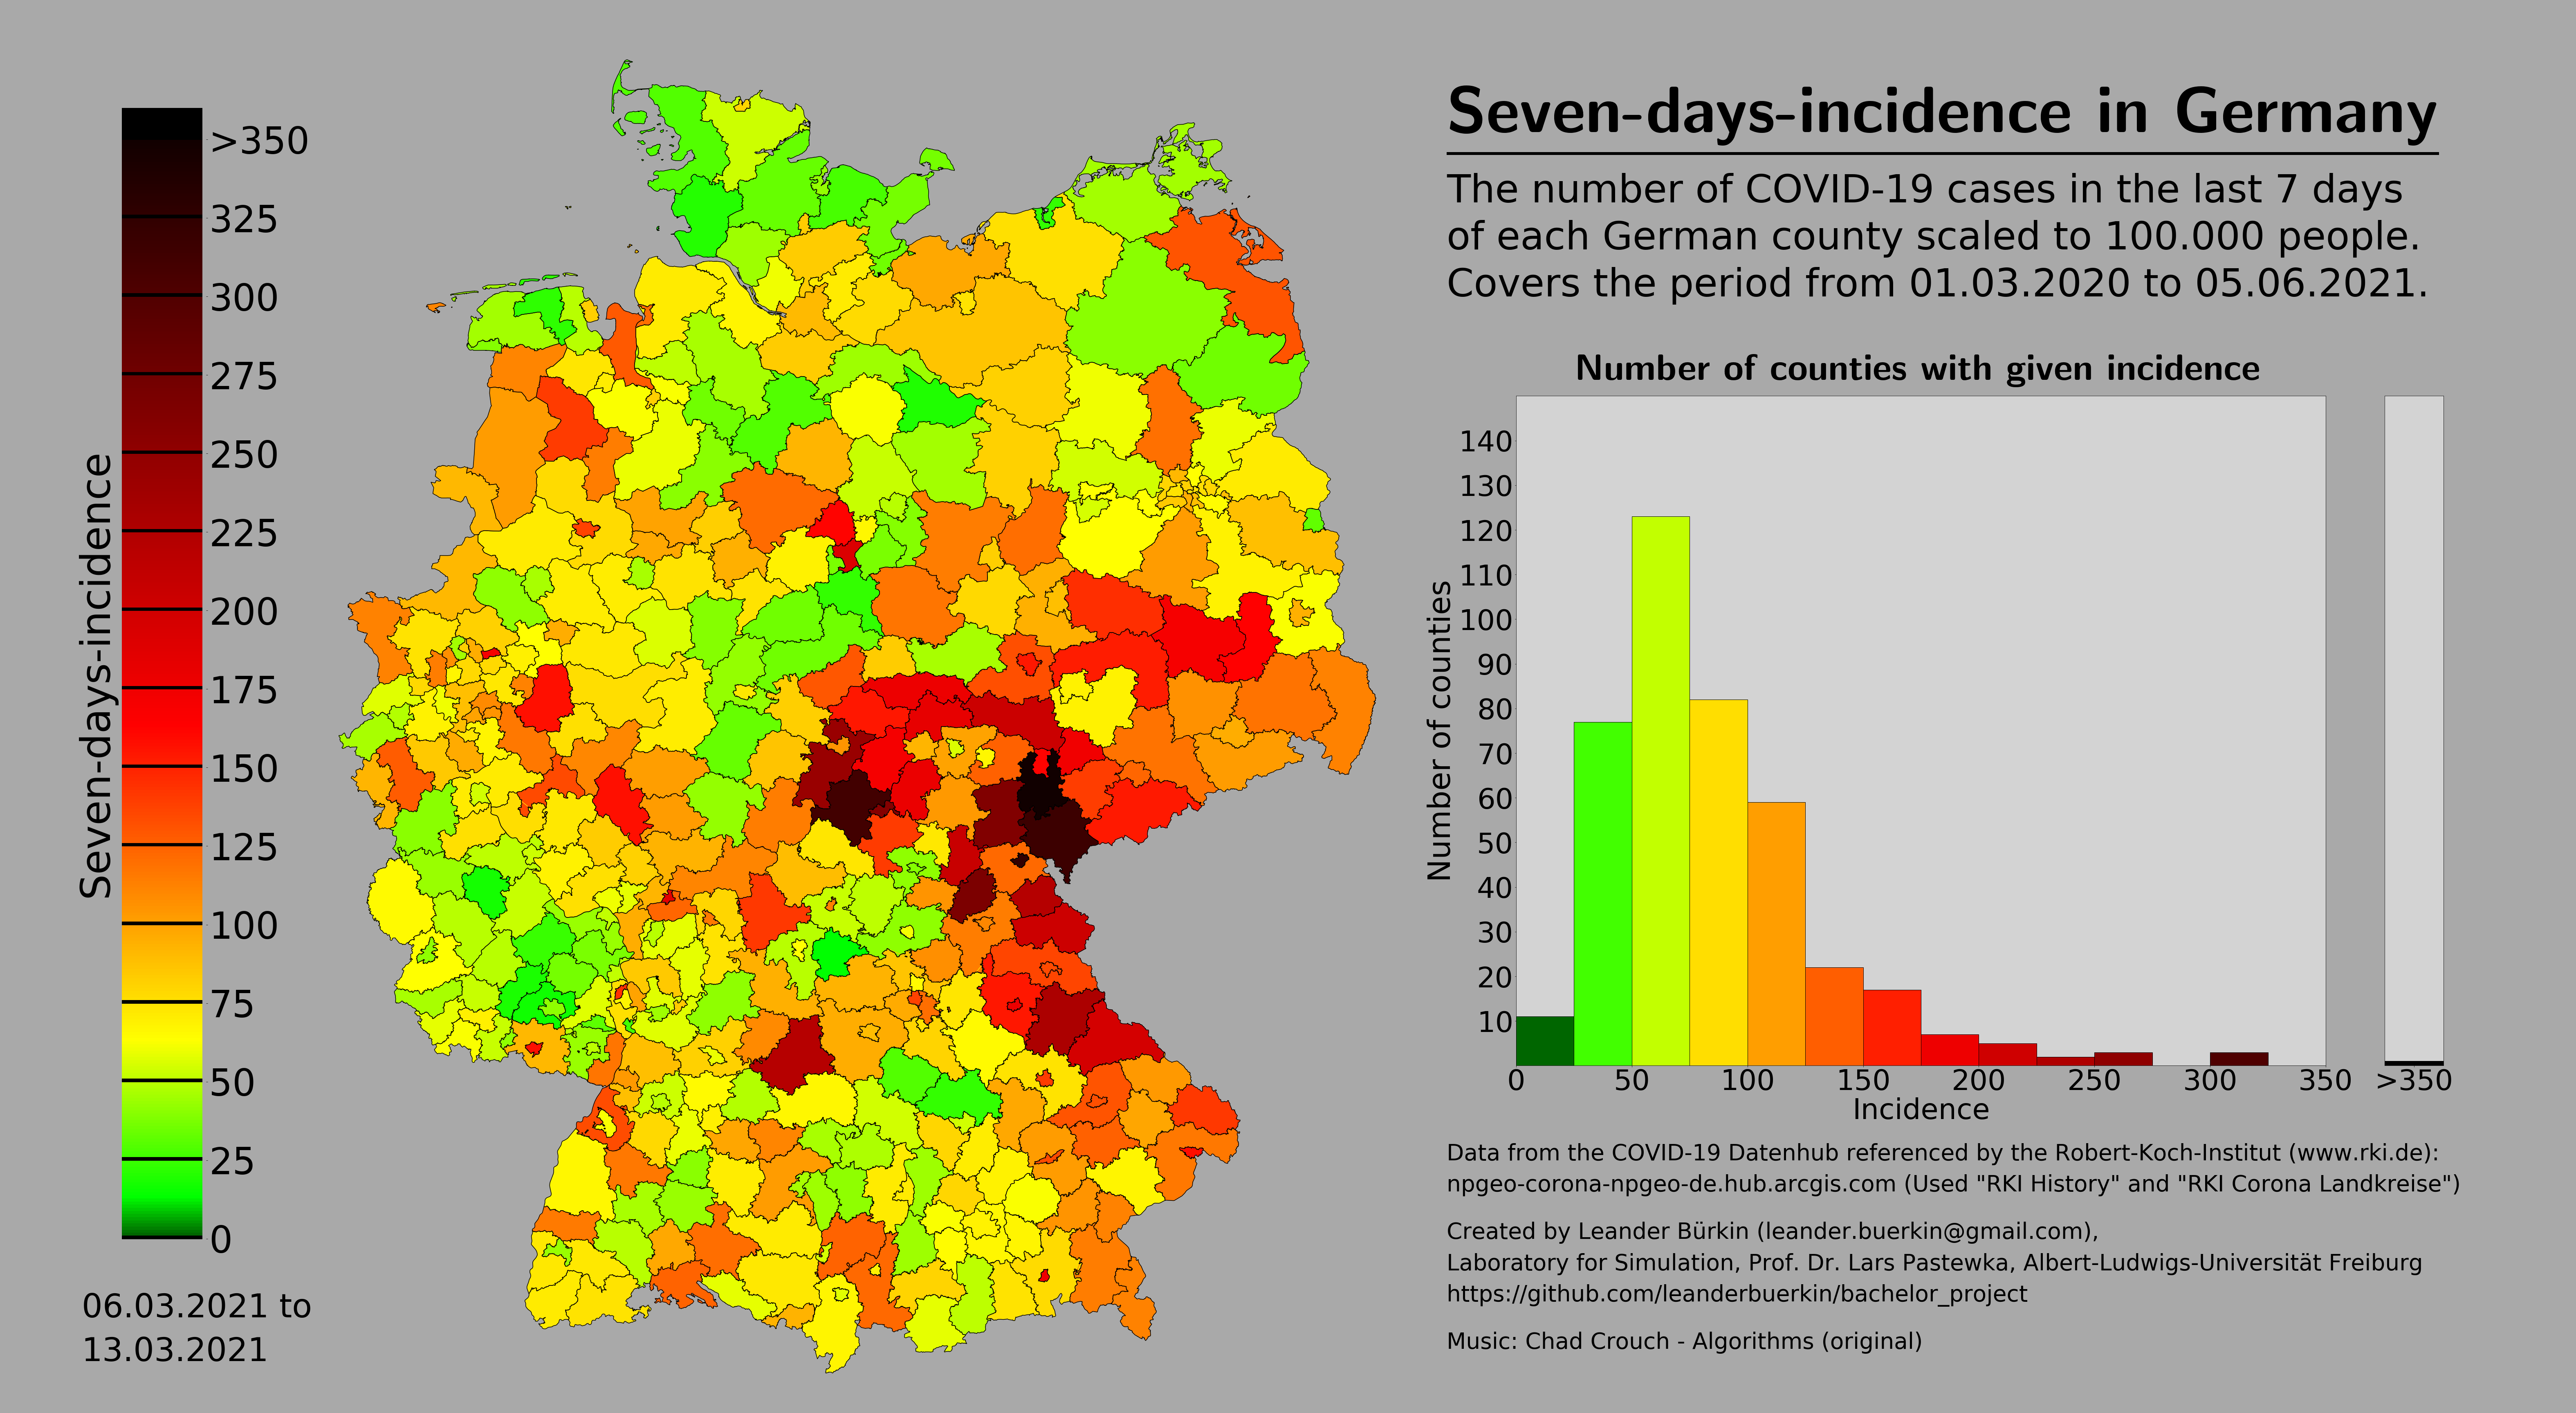 Seven-days-incidence
>350
325
300
275
250
225
200
175
150
125
100
75
50
25
0
06.03.2021 to
13.03.2021
Seven-days-incidence in Germany
The number of COVID-19 cases in the last 7 days
of each German county scaled to 100.000 people.
Covers the period from 01.03.2020 to 05.06.2021.
Number of counties with given incidence
Number of counties
140
130
120
110
100
90
80
70
60
50
40
30
20
10
0 50 100 150 200 250 300 350 >350
Incidence
Data from the COVID-19 Datenhub referenced by the Robert-Koch-Institut (www.rki.de):
npgeo-corona-npgeo-de.hub.arcgis.com (Used "RKI History" and "RKI Corona Landkreise")
Created by Leander Bürkin (leander.buerkin@gmail.com),
Laboratory for Simulation, Prof. Dr. Lars Pastewka, Albert-Ludwigs-Universität Freiburg
https://github.com/leanderbuerkin/bachelor_project
Music: Chad Crouch - Algorithms (original)